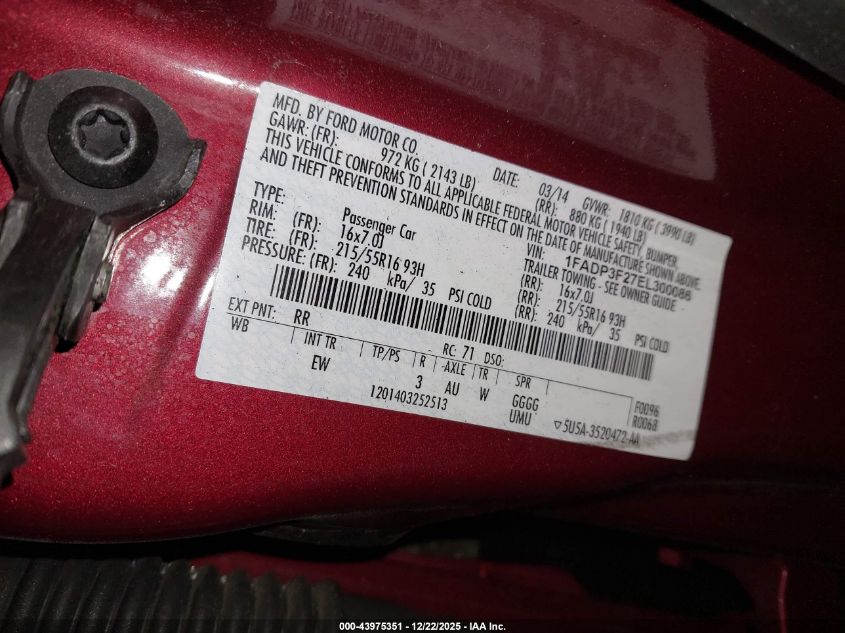 MFD. BY FORD MOTOR CO.
DATE: 03/14 GVWR: 1810 KG ( 3990 LB)
GAWR: (FR): 972 KG ( 2143 LB) (RR): 880 KG ( 1940 LB)
THIS VEHICLE CONFORMS TO ALL APPLICABLE FEDERAL MOTOR VEHICLE SAFETY, BUMPER,
AND THEFT PREVENTION STANDARDS IN EFFECT ON THE DATE OF MANUFACTURE SHOWN ABOVE.
VIN: 1FADP3F27EL300086
TYPE: Passenger Car TRAILER TOWING - SEE OWNER GUIDE
RIM: (FR): 16x7.0J (RR): 16x7.0J
TIRE: (FR): 215/55R16 93H (RR): 215/55R16 93H
PRESSURE: (FR): 240 kPa/ 35 PSI COLD (RR): 240 kPa/ 35 PSI COLD
EXT PNT: RR RC: 71 DSO:
WB INT TR TP/PS R AXLE TR SPR
EW 3 AU W GGGG
UMU
F0096
R0068
1201403252513
▽5U5A-3520472-AA
000-43975351 | 12/22/2025 - IAA Inc.